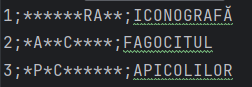 1;******RA**;ICONOGRAFĂ
2;*A**C****;FAGOCITUL
3;*P*C******;APICOLILOR